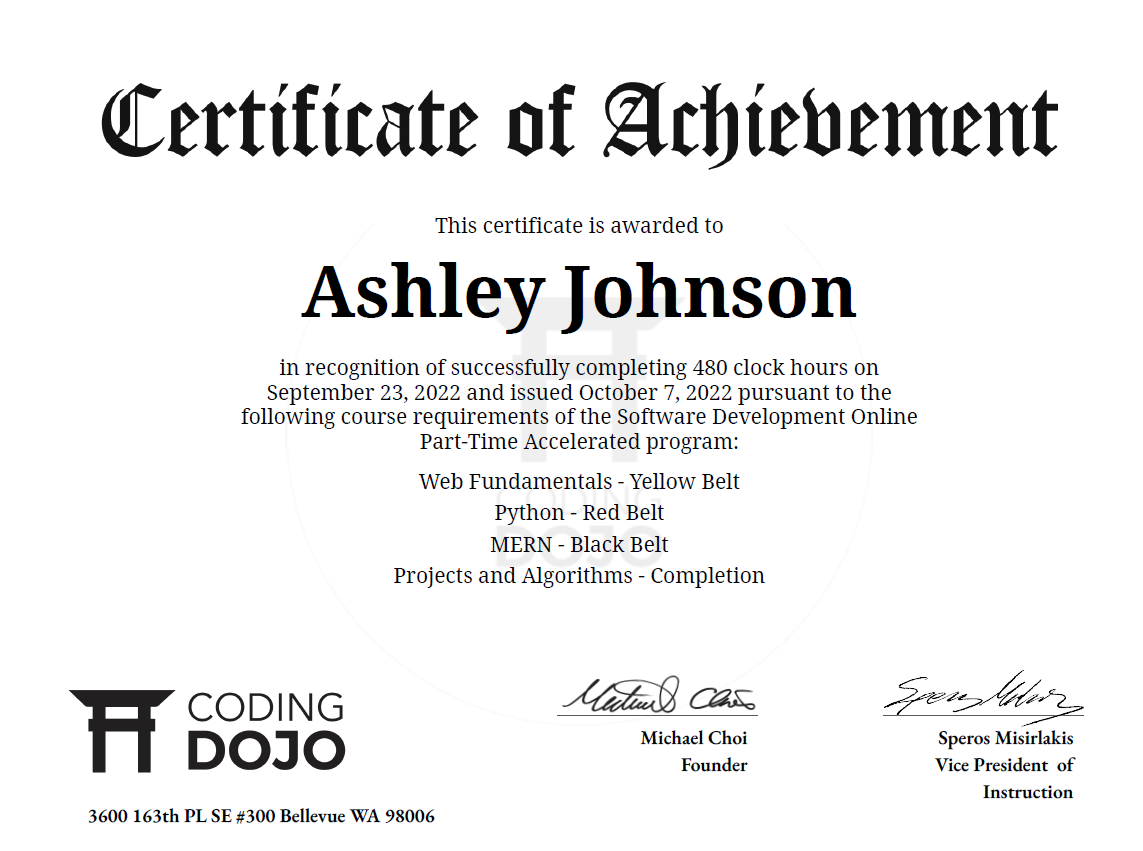 Certificate of Achievement
This certificate is awarded to
Ashley Johnson
in recognition of successfully completing 480 clock hours on
September 23, 2022 and issued October 7, 2022 pursuant to the
following course requirements of the Software Development Online
Part-Time Accelerated program:
Web Fundamentals - Yellow Belt
Python - Red Belt
MERN - Black Belt
Projects and Algorithms - Completion
CODING
DOJO
CODING
DOJO
3600 163th PL SE #300 Bellevue WA 98006
Michael Choi
Founder
Speros Misirlakis
Vice President of
Instruction